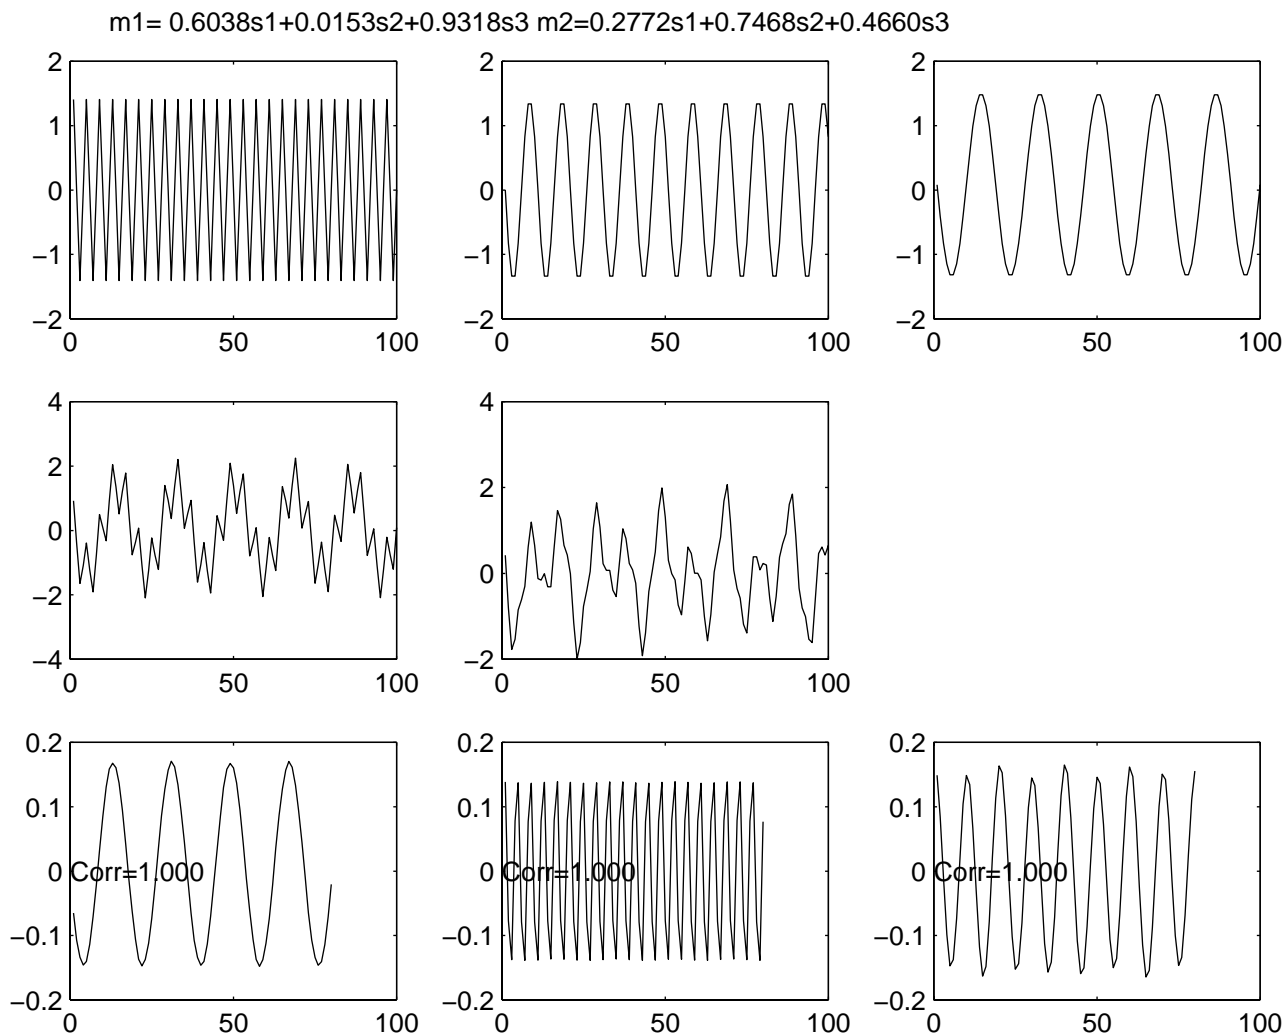 m1= 0.6038s1+0.0153s2+0.9318s3 m2=0.2772s1+0.7468s2+0.4660s3
2 2 2
1 1 1
0 0 0
−1 −1 −1
−2 −2 −2
0 50 100 0 50 100 0 50 100
4 4
2 2
0 0
−2
−4 −2
0 50 100 0 50 100
0.2 0.2 0.2
0.1 0.1 0.1
0 Corr=1.000 0 Corr=1.000 0 Corr=1.000
−0.1 −0.1 −0.1
−0.2 −0.2 −0.2
0 50 100 0 50 100 0 50 100